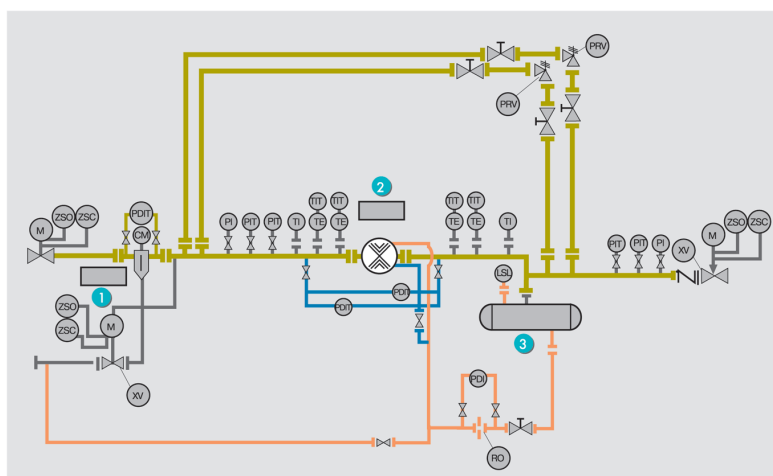 PRV
PRV
2
TIT TIT
TIT TIT
M ZSO ZSC
PDIT
PI PIT PIT TI TE TE
TE TE TI
CM
M ZSO ZSC
PIT PIT PI XV
LSL
1
PDIT
PDIT
ZSO
ZSC
M
3
XV
PDI
RO